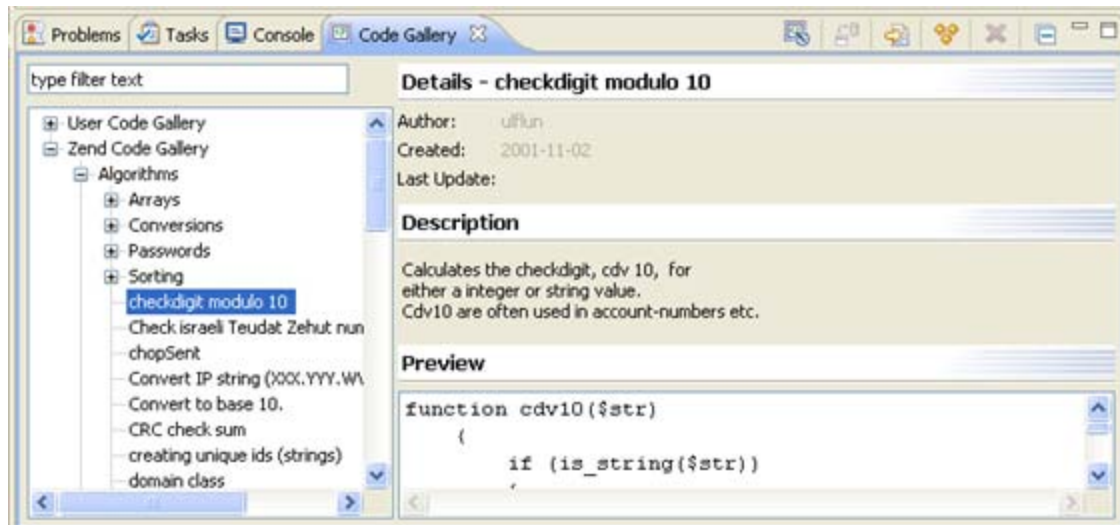 Problems Tasks Console Code Gallery
type filter text
User Code Gallery
Zend Code Gallery
Algorithms
Arrays
Conversions
Passwords
Sorting
checkdigit modulo 10
Check israeli Teudat Zehut nun
chopSent
Convert IP string (XXX.YYY.W
Convert to base 10.
CRC check sum
creating unique ids (strings)
domain class
Details - checkdigit modulo 10
Author: ulflun
Created: 2001-11-02
Last Update:
Description
Calculates the checkdigit, cdv 10, for
either a integer or string value.
Cdv10 are often used in account-numbers etc.
Preview
function cdv10($str)
{
if (is_string($str))